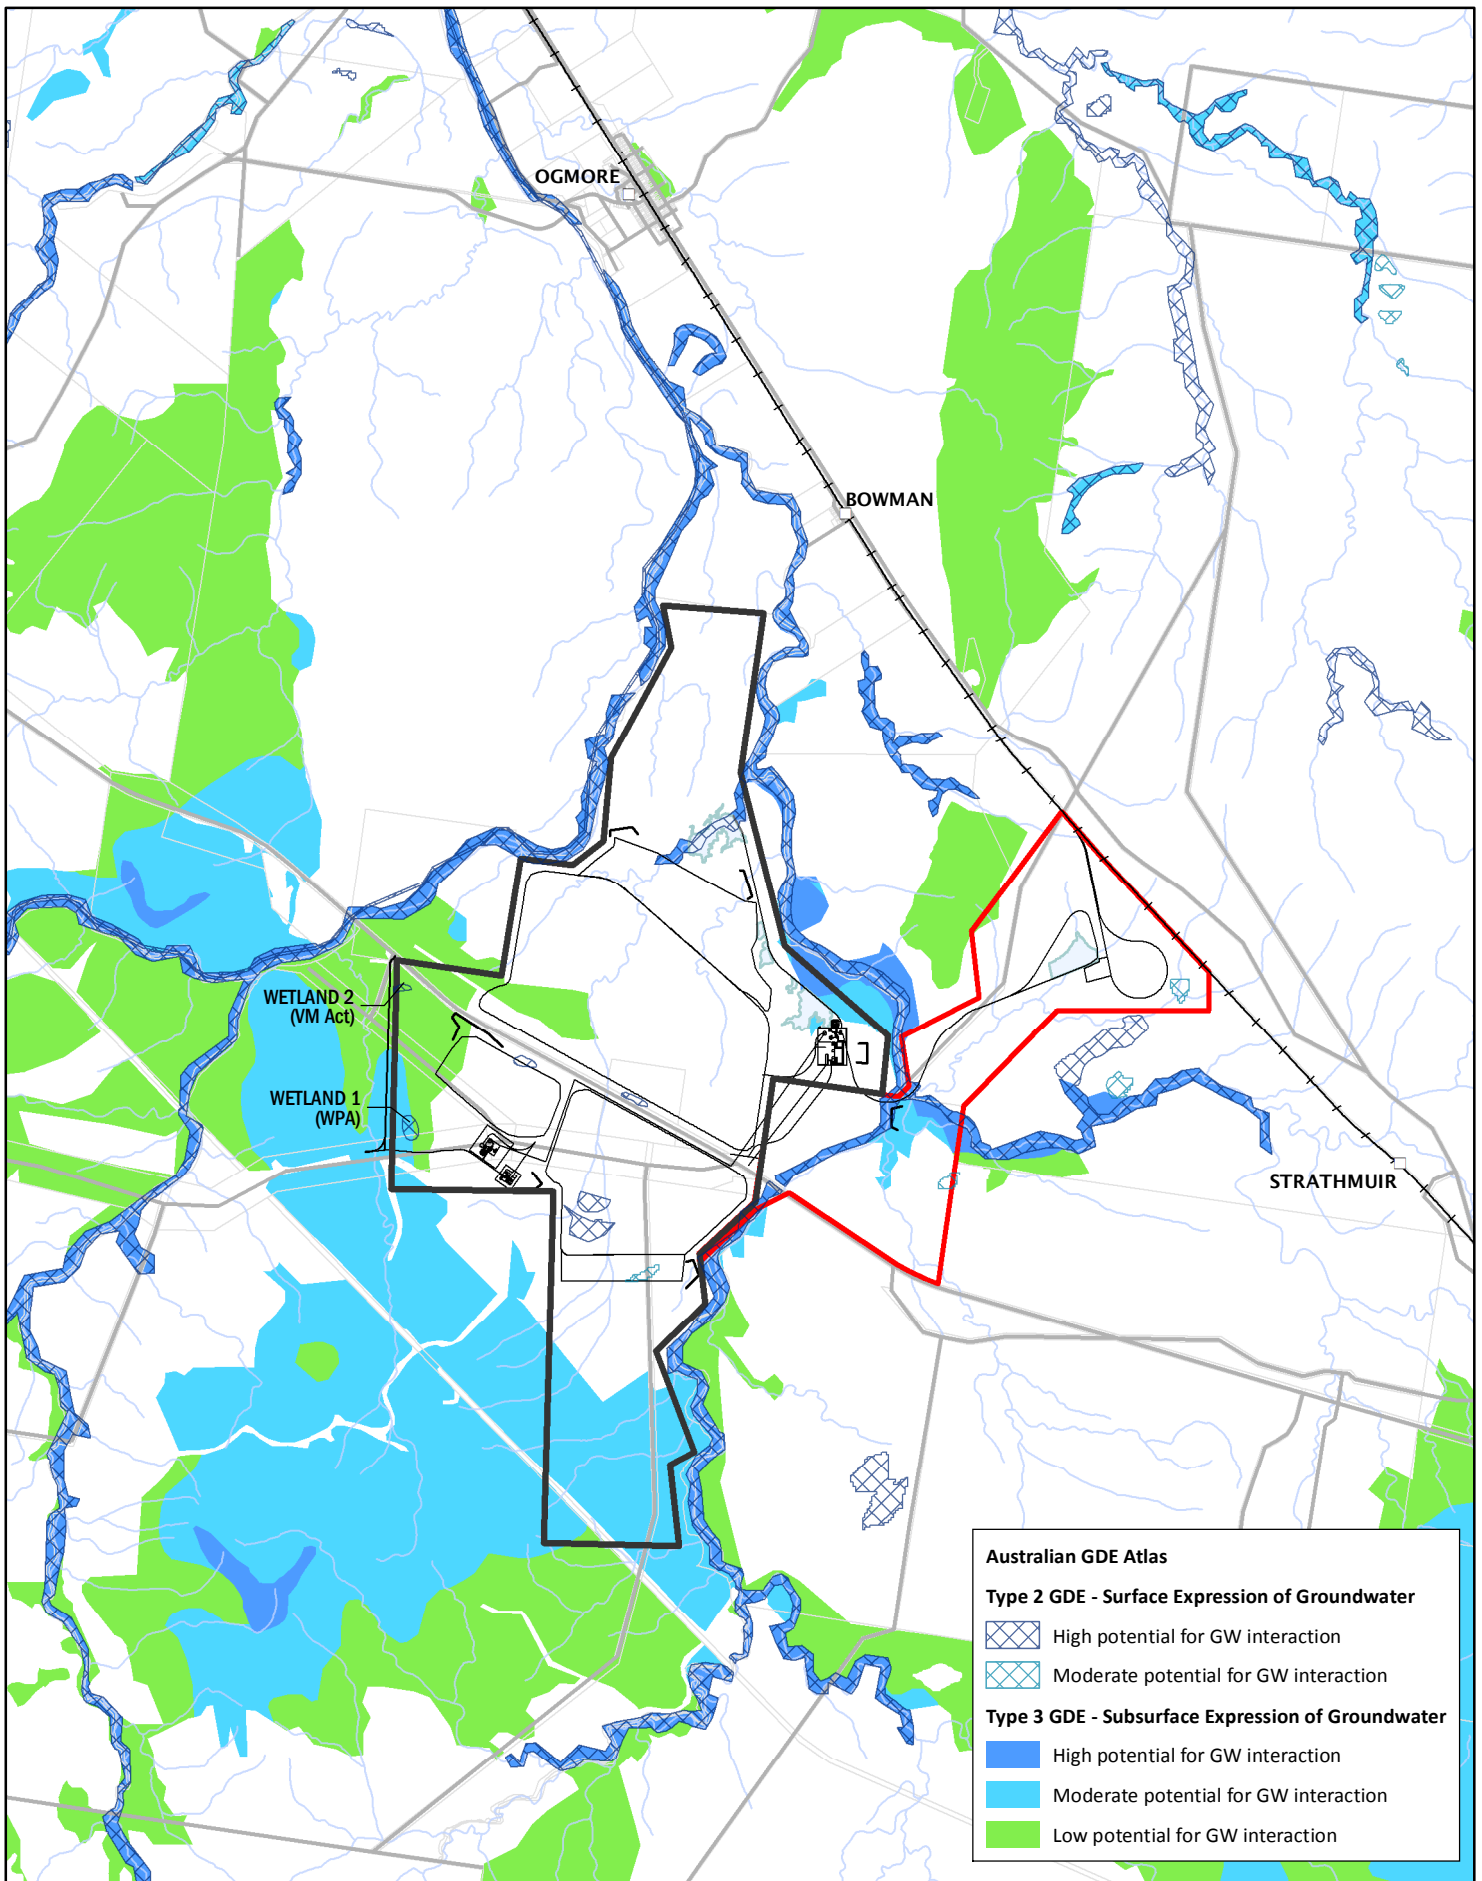 OGMORE
BOWMAN
WETLAND 2
(VM Act)
WETLAND 1
(WPA)
STRATHMUIR
Australian GDE Atlas
Type 2 GDE - Surface Expression of Groundwater
High potential for GW interaction
Moderate potential for GW interaction
Type 3 GDE - Subsurface Expression of Groundwater
High potential for GW interaction
Moderate potential for GW interaction
Low potential for GW interaction